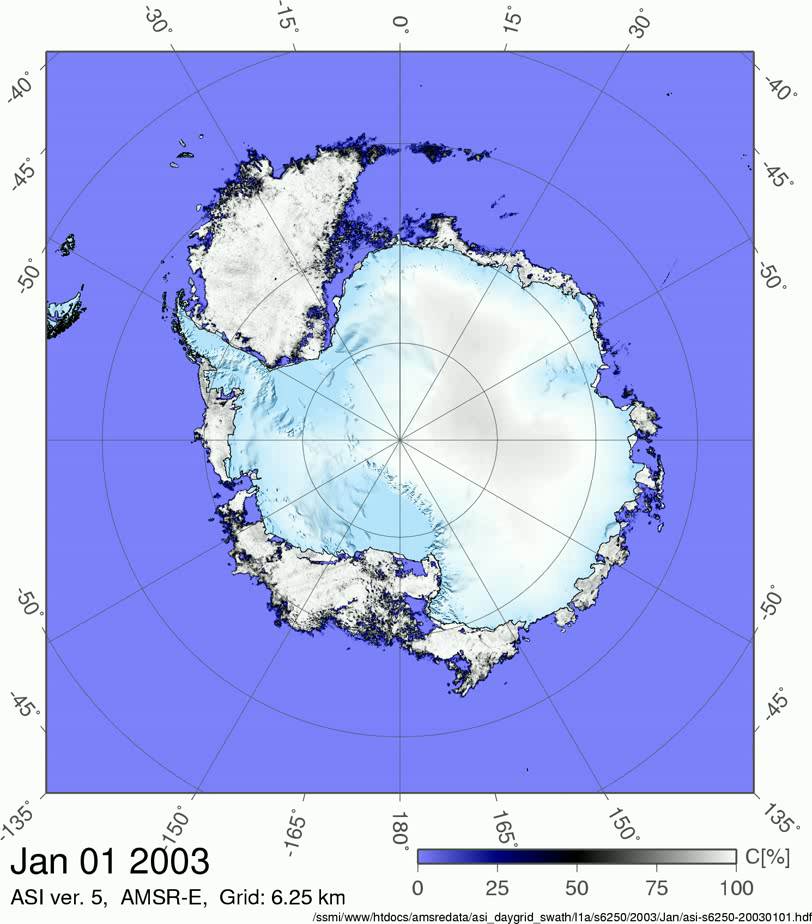 -30° -15° 0° 15° 30°
-40° -40°
-45° -45°
-50° -50°
-50° -50°
-45° -45°
-135° -150° -165° 180° 165° 150° 135°
Jan 01 2003
ASI ver. 5, AMSR-E, Grid: 6.25 km
C[%]
0 25 50 75 100
/ssmi/www/htdocs/amsredata/asi_daygrid_swath/l1a/s6250/2003/Jan/asi-s6250-20030101.hdf